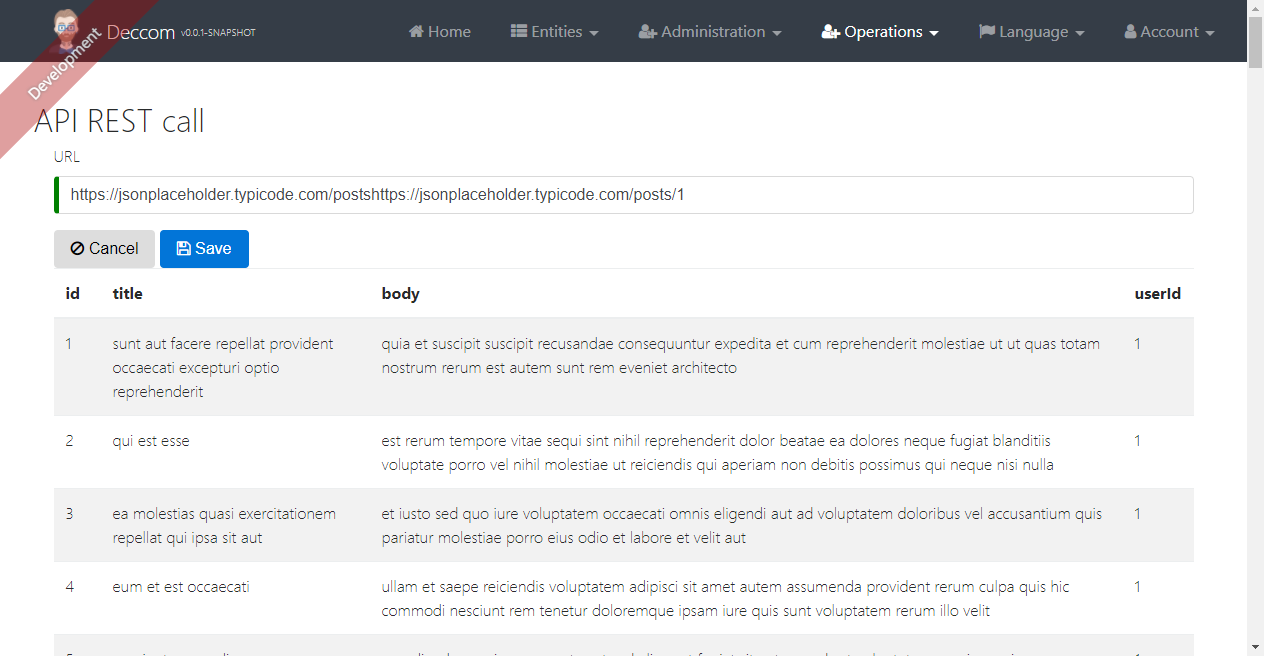 Development
Deccom v0.0.1-SNAPSHOT Home Entities Administration Operations Language Account
API REST call
URL
https://jsonplaceholder.typicode.com/postshttps://jsonplaceholder.typicode.com/posts/1
Cancel Save
id title body userId
1 sunt aut facere repellat provident quia et suscipit suscipit recusandae consequuntur expedita et cum reprehenderit molestiae ut ut quas totam 1
occaecati excepturi optio nostrum rerum est autem sunt rem eveniet architecto
reprehenderit
2 qui est esse est rerum tempore vitae sequi sint nihil reprehenderit dolor beatae ea dolores neque fugiat blanditiis 1
voluptate porro vel nihil molestiae ut reiciendis qui aperiam non debitis possimus qui neque nisi nulla
3 ea molestias quasi exercitationem et iusto sed quo iure voluptatem occaecati omnis eligendi aut ad voluptatem doloribus vel accusantium quis 1
repellat qui ipsa sit aut pariatur molestiae porro eius odio et labore et velit aut
4 eum et est occaecati ullam et saepe reiciendis voluptatem adipisci sit amet autem assumenda provident rerum culpa quis hic 1
commodi nesciunt rem tenetur doloremque ipsam iure quis sunt voluptatem rerum illo velit